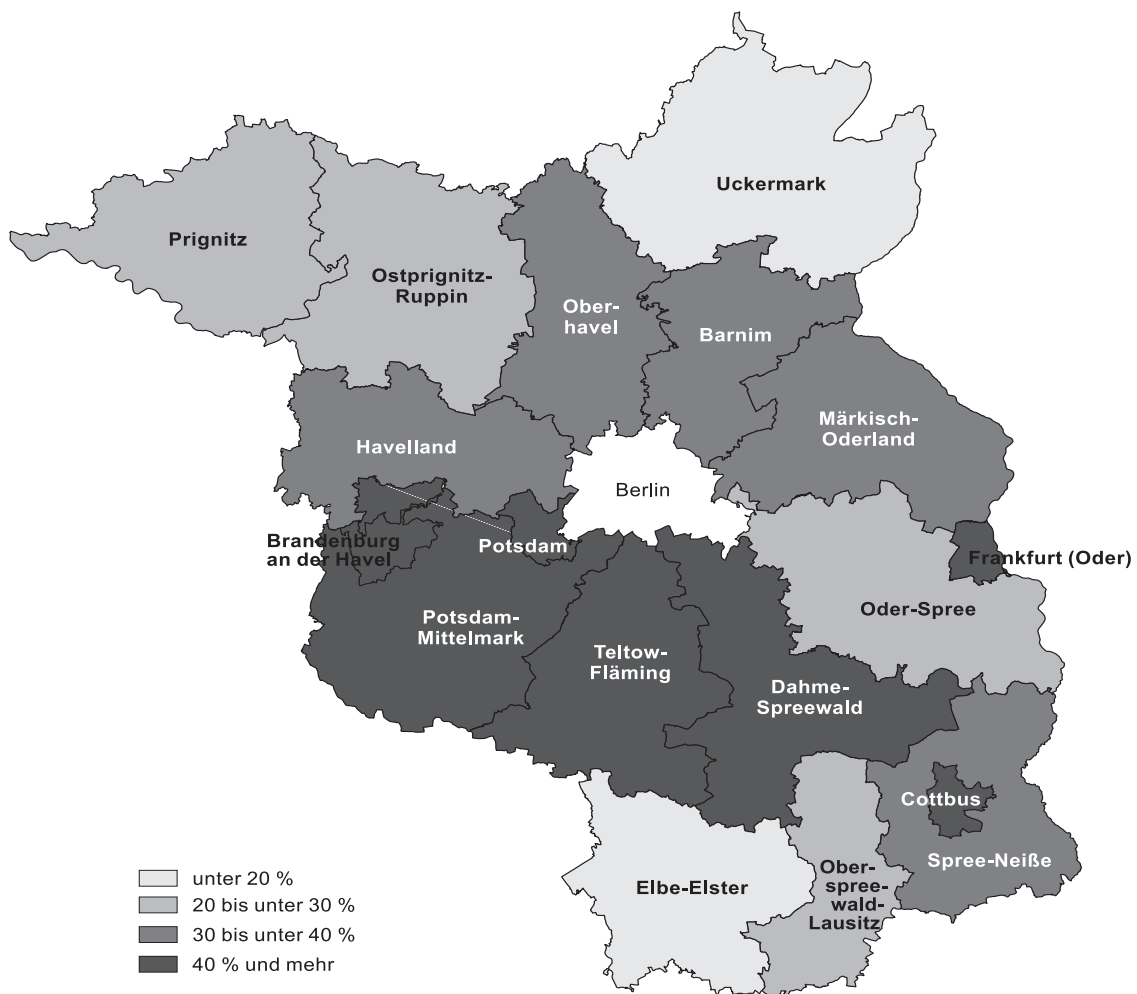 Uckermark
Prignitz
Ostprignitz-
Ruppin
Ober-
havel
Barnim
Märkisch-
Oderland
Havelland
Berlin
Brandenburg
an der Havel
Potsdam
Frankfurt (Oder)
Oder-Spree
Potsdam-
Mittelmark
Teltow-
Fläming
Dahme-
Spreewald
Cottbus
Spree-Neiße
Elbe-Elster
Ober-
spree-
wald-
Lausitz
unter 20 %
20 bis unter 30 %
30 bis unter 40 %
40 % und mehr